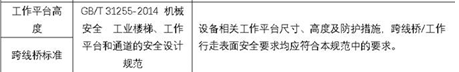 工作平台高度
跨线桥标准
GB/T 31255-2014 机械
安全　工业楼梯、工作
平台和通道的安全设计
规范
设备相关工作平台尺寸、高度及防护措施，跨线桥/工作
行走表面安全要求均应符合本规范中的要求。